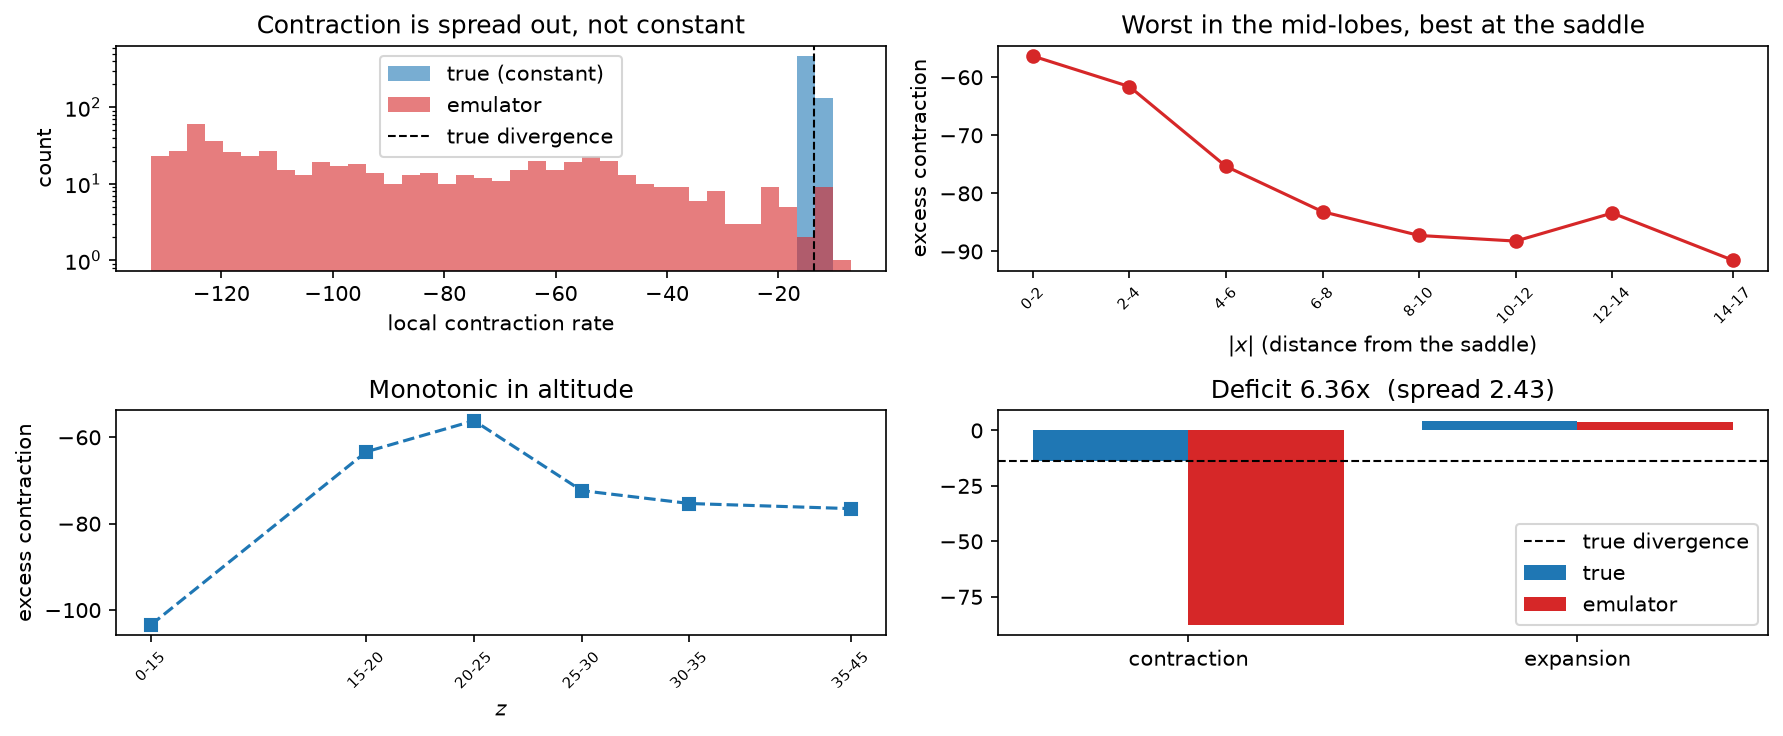 Contraction is spread out, not constant
count
10²
10¹
10⁰
true (constant)
emulator
true divergence
−120 −100 −80 −60 −40 −20
local contraction rate
Worst in the mid-lobes, best at the saddle
excess contraction
−60
−70
−80
−90
0-2 2-4 4-6 6-8 8-10 10-12 12-14 14-17
|x| (distance from the saddle)
Monotonic in altitude
excess contraction
−60
−80
−100
0-15 15-20 20-25 25-30 30-35 35-45
z
Deficit 6.36x (spread 2.43)
0
−25
−50
−75
true divergence
true
emulator
contraction expansion